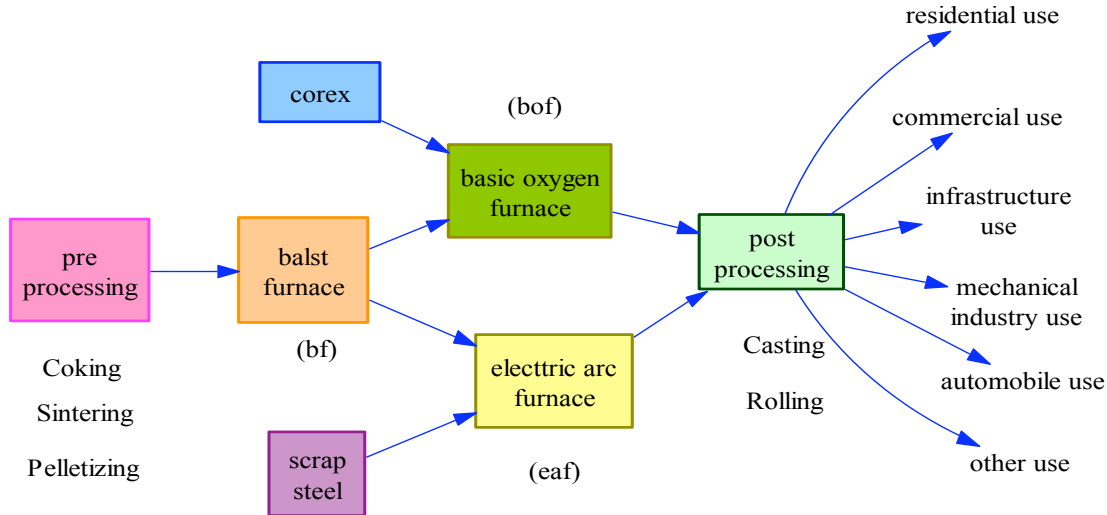 residential use
corex
(bof)
commercial use
basic oxygen
furnace
infrastructure
use
pre
processing
balst
furnace
post
processing
mechanical
industry use
(bf)
Casting
Coking
electtric arc
furnace
automobile use
Rolling
Sintering
scrap
steel
(eaf)
other use
Pelletizing